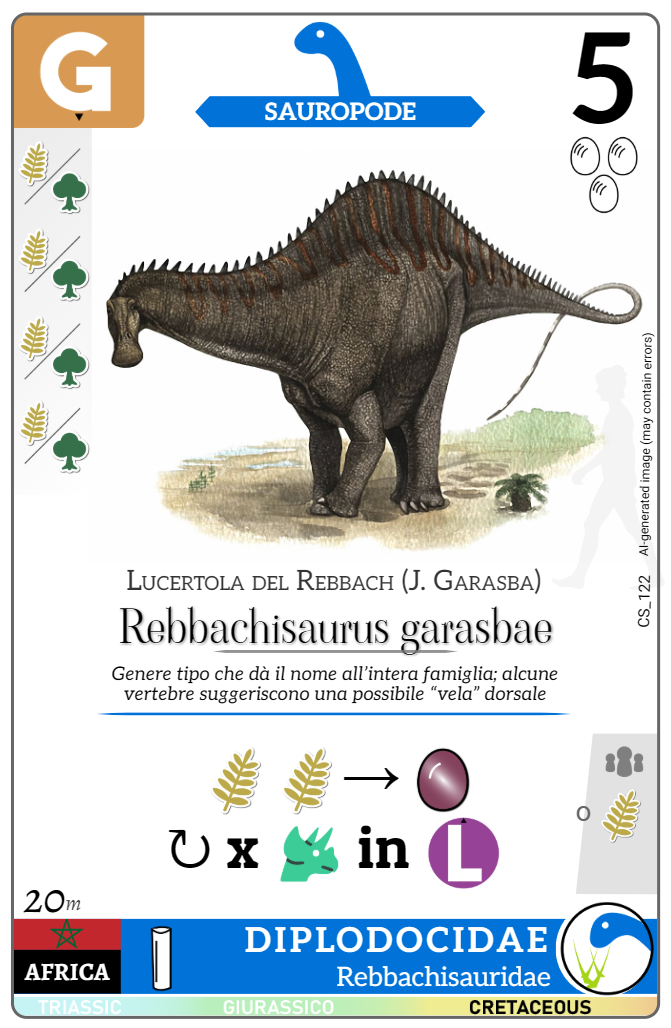 G
SAUROPODE
5
AI-generated image (may contain errors)
CS_122
Lucertola del Rebbach (J. Garasba)
Rebbachisaurus garasbae
Genere tipo che dà il nome all'intera famiglia; alcune
vertebre suggeriscono una possibile “vela” dorsale
o
x in L
20m
AFRICA
DIPLODOCIDAE
Rebbachisauridae
TRIASSIC GIURASSICO CRETACEOUS